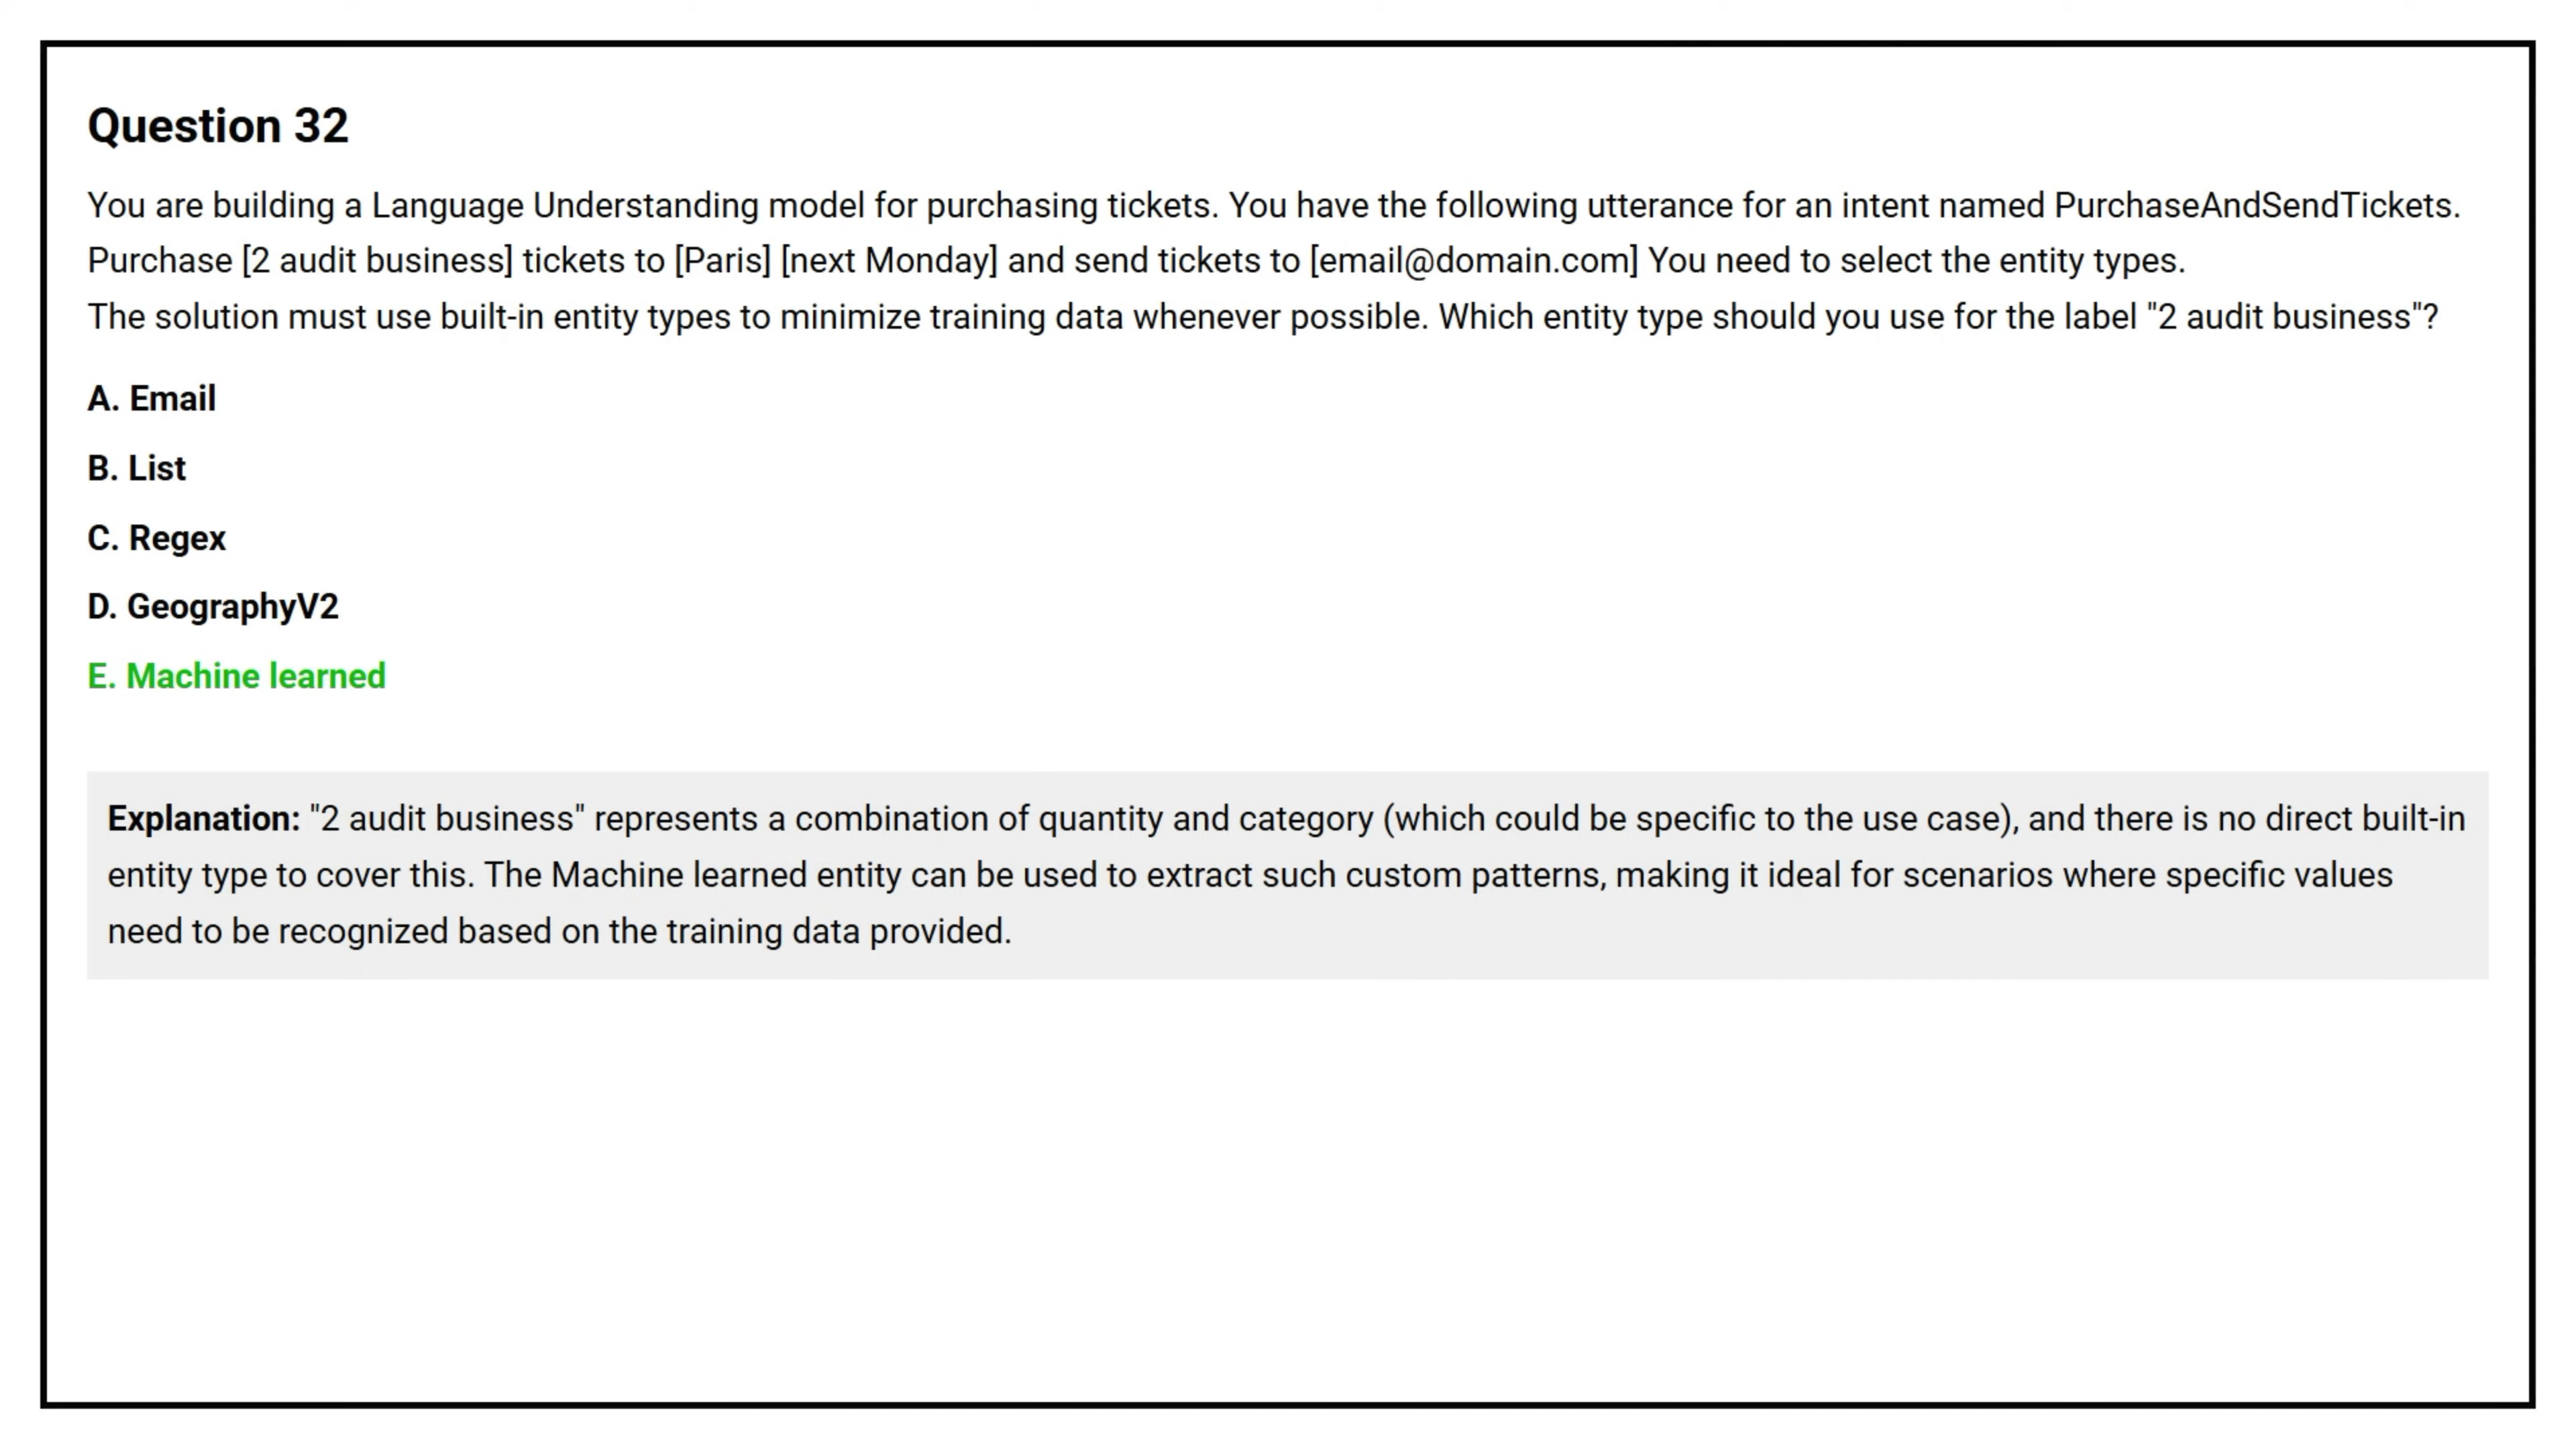 Question 32
You are building a Language Understanding model for purchasing tickets. You have the following utterance for an intent named PurchaseAndSendTickets.
Purchase [2 audit business] tickets to [Paris] [next Monday] and send tickets to [email@domain.com] You need to select the entity types.
The solution must use built-in entity types to minimize training data whenever possible. Which entity type should you use for the label "2 audit business"?
A. Email
B. List
C. Regex
D. GeographyV2
E. Machine learned
Explanation: "2 audit business" represents a combination of quantity and category (which could be specific to the use case), and there is no direct built-in
entity type to cover this. The Machine learned entity can be used to extract such custom patterns, making it ideal for scenarios where specific values
need to be recognized based on the training data provided.